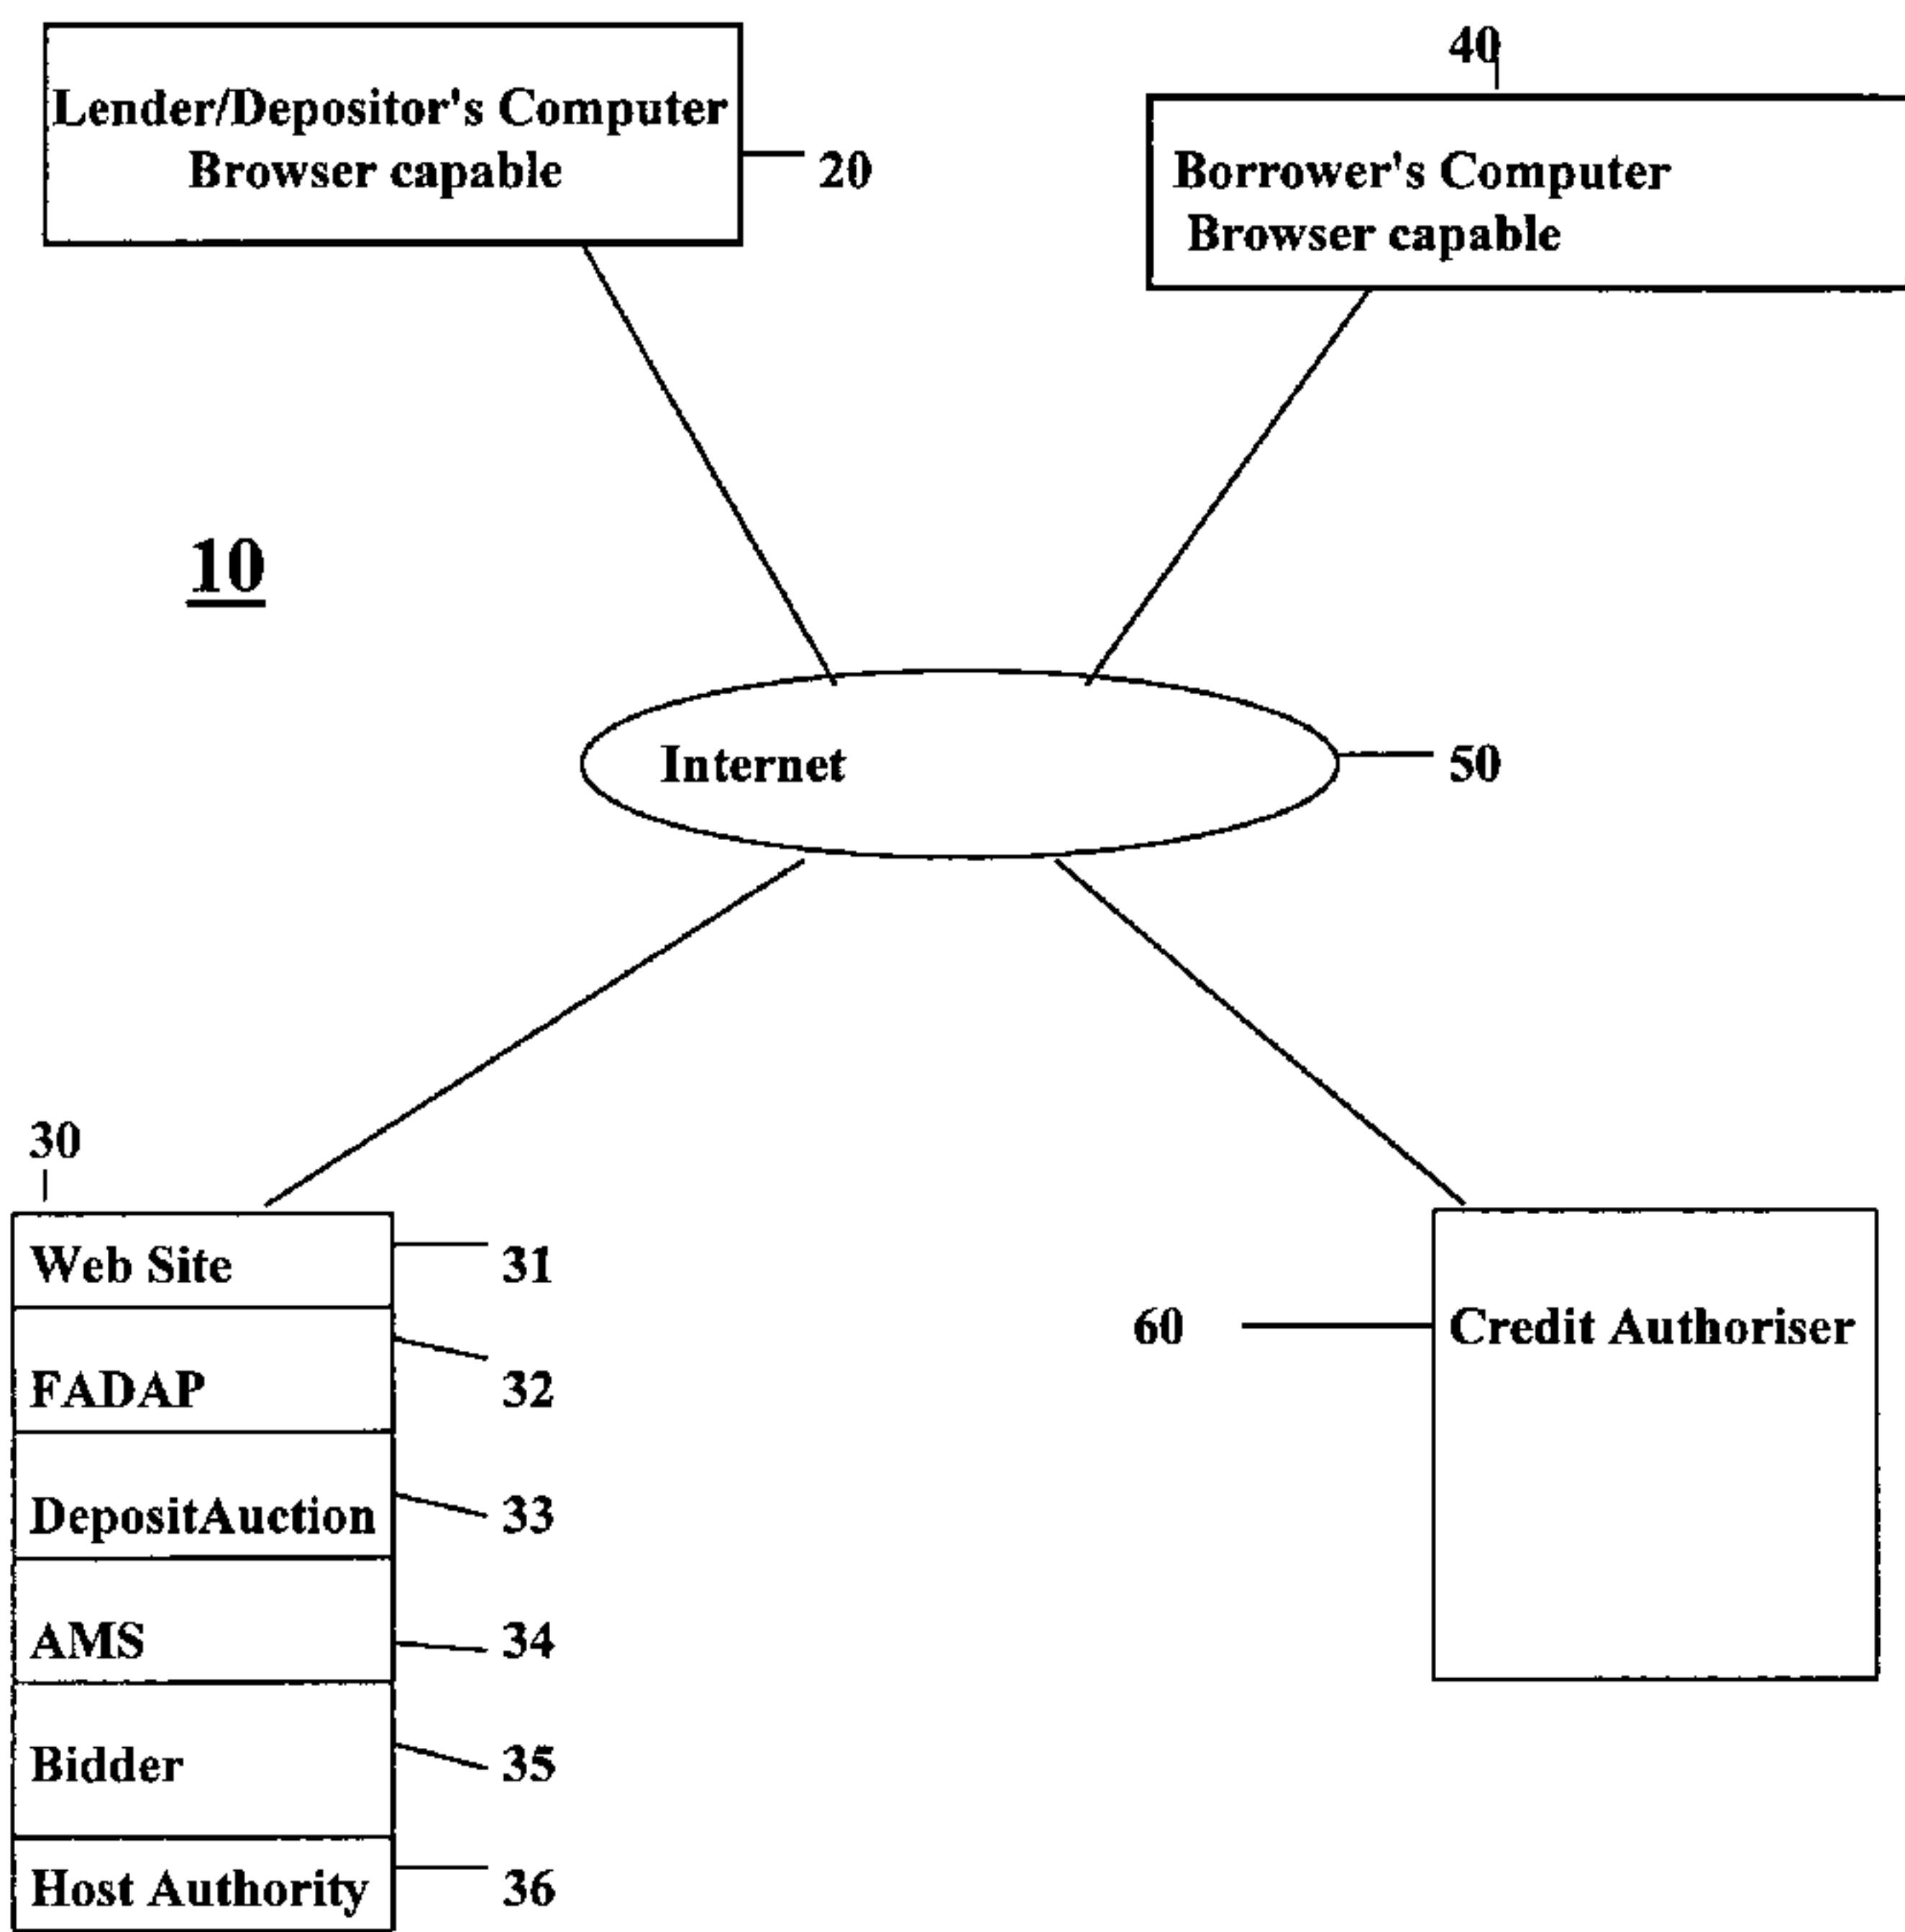 40
Lender/Depositor's Computer
Browser capable
20
Borrower's Computer
Browser capable
10
Internet
50
30
Web Site
31
60
Credit Authoriser
FADAP
32
DepositAuction
33
AMS
34
Bidder
35
Host Authority
36